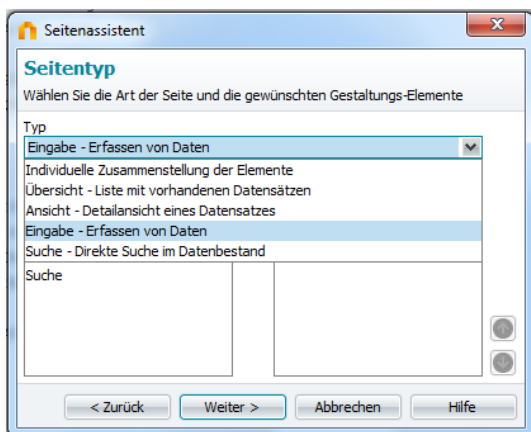 Seitenassistent
Seitentyp
Wählen Sie die Art der Seite und die gewünschten Gestaltungs-Elemente
Typ
Eingabe - Erfassen von Daten
Individuelle Zusammenstellung der Elemente
Übersicht - Liste mit vorhandenen Datensätzen
Ansicht - Detailansicht eines Datensatzes
Eingabe - Erfassen von Daten
Suche - Direkte Suche im Datenbestand
Suche
< Zurück
Weiter >
Abbrechen
Hilfe